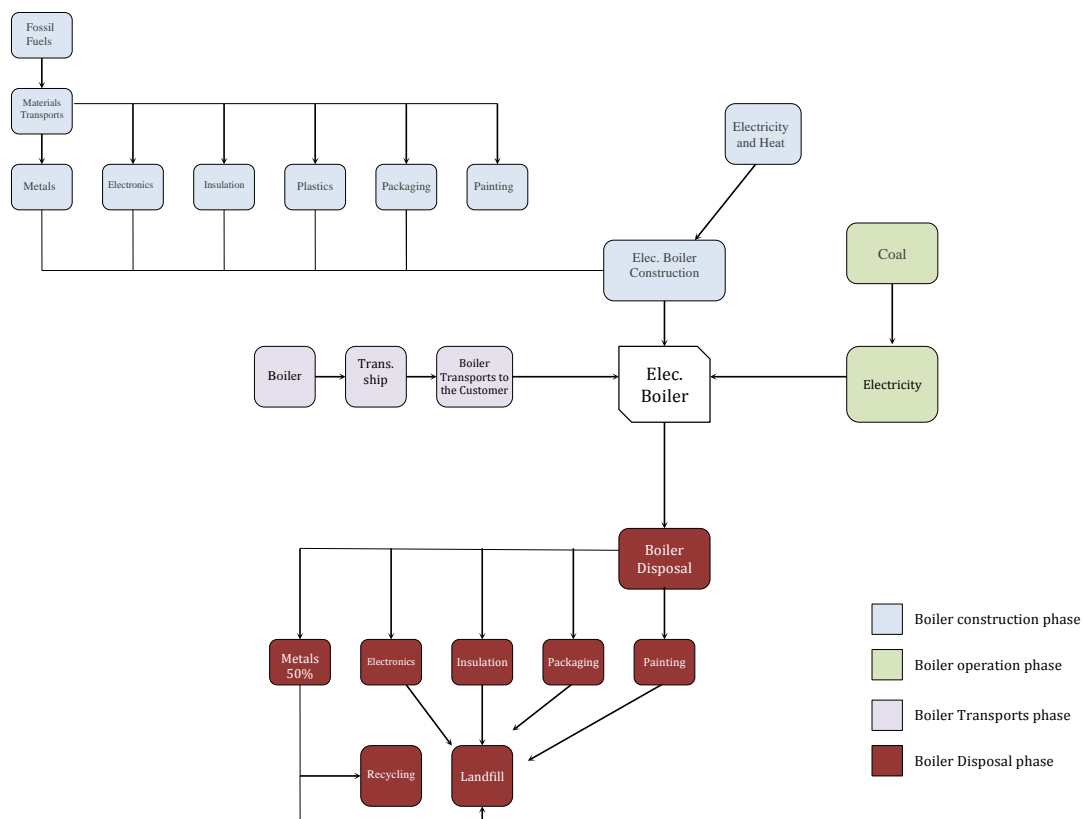 Fossil
Fuels
Materials
Transports
Electricity
and Heat
Metals
Electronics
Insulation
Plastics
Packaging
Painting
Elec. Boiler
Construction
Coal
Boiler
Trans.
ship
Boiler
Transports to
the Customer
Elec.
Boiler
Electricity
Boiler
Disposal
Metals
50%
Electronics
Insulation
Packaging
Painting
Recycling
Landfill
Boiler construction phase
Boiler operation phase
Boiler Transports phase
Boiler Disposal phase